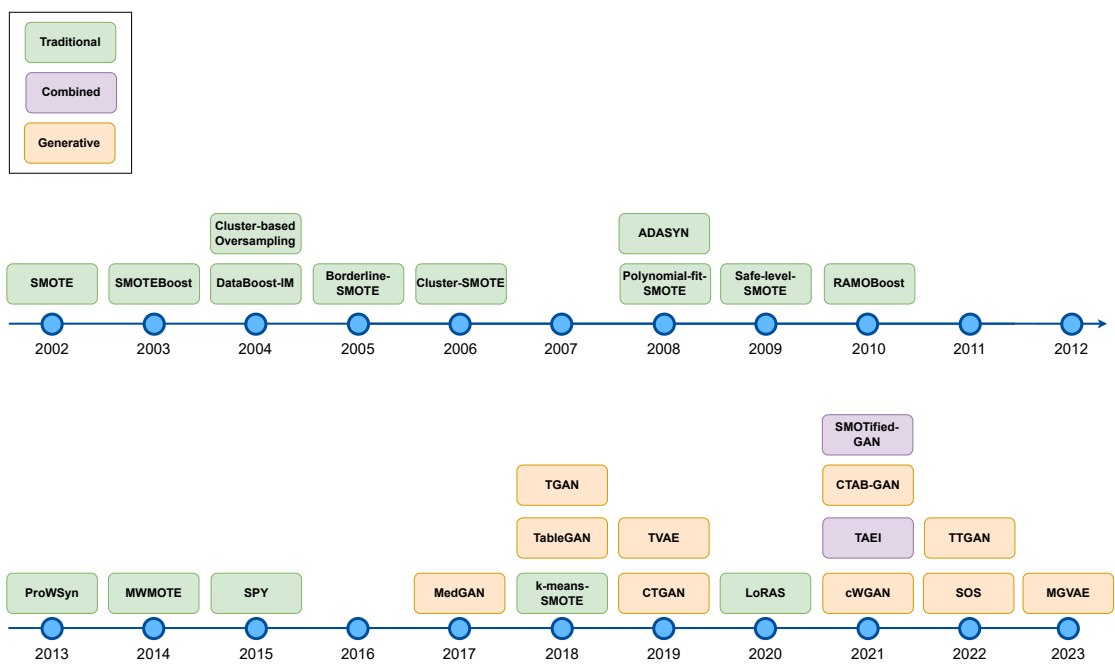 Traditional
Combined
Generative
Cluster-based
Oversampling
ADASYN
SMOTE
SMOTEBoost
DataBoost-IM
Borderline-
SMOTE
Cluster-SMOTE
Polynomial-fit-
SMOTE
Safe-level-
SMOTE
RAMOBoost
2002
2003
2004
2005
2006
2007
2008
2009
2010
2011
2012
SMOTified-
GAN
TGAN
CTAB-GAN
TableGAN
TVAE
TAEI
TTGAN
ProWSyn
MWMOTE
SPY
MedGAN
k-means-
SMOTE
CTGAN
LoRAS
cWGAN
SOS
MGVAE
2013
2014
2015
2016
2017
2018
2019
2020
2021
2022
2023